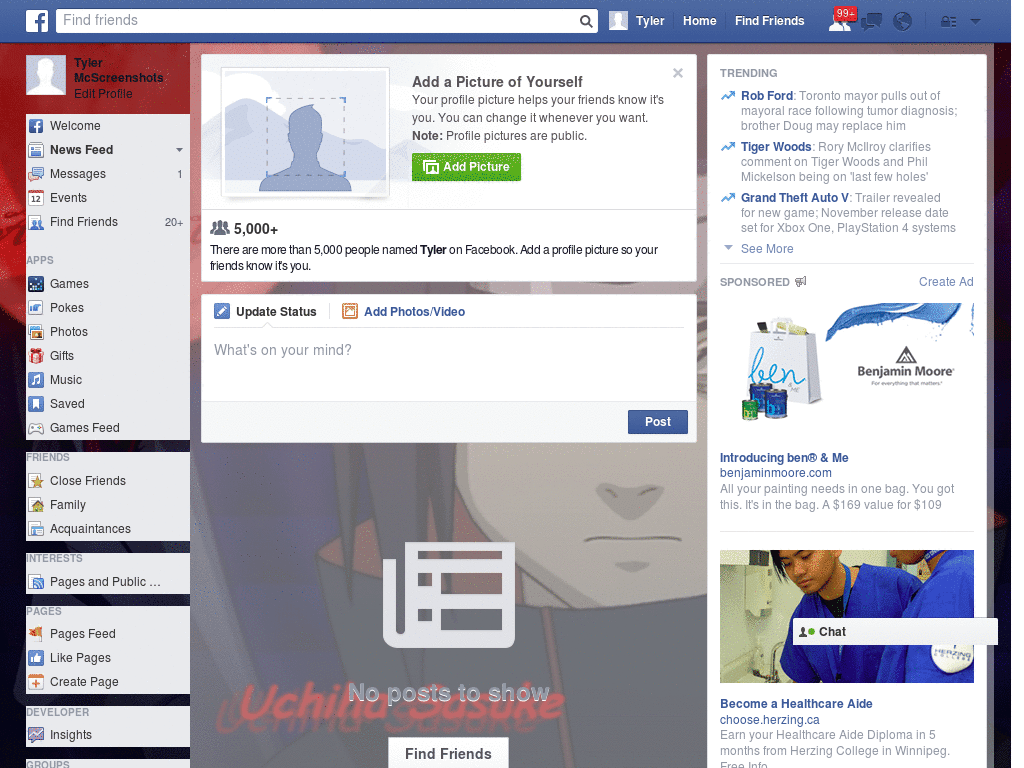 Find friends
Tyler
Home
Find Friends
99+
Tyler
McScreenshots
Edit Profile
Welcome
News Feed
Messages 1
Events
Find Friends 20+
APPS
Games
Pokes
Photos
Gifts
Music
Saved
Games Feed
FRIENDS
Close Friends
Family
Acquaintances
INTERESTS
Pages and Public ...
PAGES
Pages Feed
Like Pages
Create Page
DEVELOPER
Insights
GROUPS
Add a Picture of Yourself
Your profile picture helps your friends know it's
you. You can change it whenever you want.
Note: Profile pictures are public.
Add Picture
5,000+
There are more than 5,000 people named Tyler on Facebook. Add a profile picture so your
friends know it's you.
Update Status
Add Photos/Video
What's on your mind?
Post
No posts to show
Uchiha Sasuke
Find Friends
TRENDING
Rob Ford: Toronto mayor pulls out of
mayoral race following tumor diagnosis;
brother Doug may replace him
Tiger Woods: Rory McIlroy clarifies
comment on Tiger Woods and Phil
Mickelson being on 'last few holes'
Grand Theft Auto V: Trailer revealed
for new game; November release date
set for Xbox One, PlayStation 4 systems
See More
SPONSORED
Create Ad
ben
& ME
Benjamin Moore®
For everything that matters.®
Introducing ben® & Me
benjaminmoore.com
All your painting needs in one bag. You got
this. It's in the bag. A $169 value for $109
Chat
HERZING
COLLEGE
Become a Healthcare Aide
choose.herzing.ca
Earn your Healthcare Aide Diploma in 5
months from Herzing College in Winnipeg.
Free Info